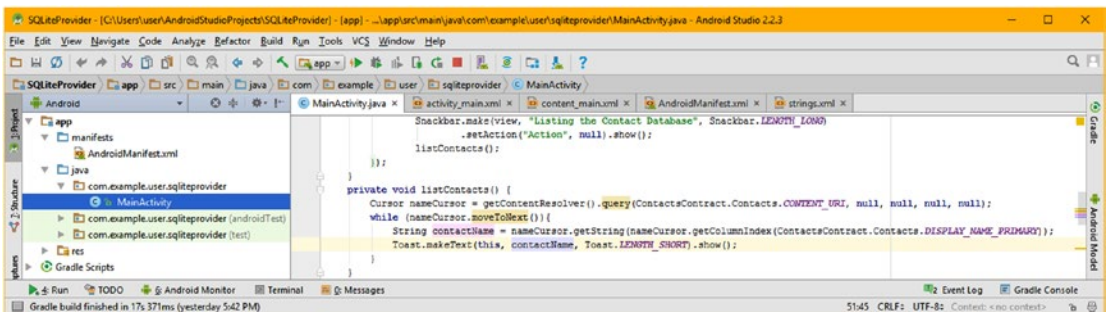 SQLiteProvider - [C:\Users\user\AndroidStudioProjects\SQLiteProvider] - [app] - ...\app\src\main\java\com\example\user\sqliteprovider\MainActivity.java - Android Studio 2.2.3
File Edit View Navigate Code Analyze Refactor Build Run Tools VCS Window Help
app
SQLiteProvider app src main java com example user sqliteprovider MainActivity
Android
MainActivity.java activity_main.xml content_main.xml AndroidManifest.xml strings.xml
1: Project
2: Structure
Captures
app
manifests
AndroidManifest.xml
java
com.example.user.sqliteprovider
MainActivity
com.example.user.sqliteprovider (androidTest)
com.example.user.sqliteprovider (test)
res
Gradle Scripts
Snackbar.make(view, "Listing the Contact Database", Snackbar.LENGTH_LONG)
.setAction("Action", null).show();
listContacts();
});
}
private void listContacts() {
Cursor nameCursor = getContentResolver().query(ContactsContract.Contacts.CONTENT_URI, null, null, null, null);
while (nameCursor.moveToNext()){
String contactName = nameCursor.getString(nameCursor.getColumnIndex(ContactsContract.Contacts.DISPLAY_NAME_PRIMARY));
Toast.makeText(this, contactName, Toast.LENGTH_SHORT).show();
}
}
Gradle
Android Model
4: Run TODO 6: Android Monitor Terminal 0: Messages 2 Event Log Gradle Console
Gradle build finished in 17s 371ms (yesterday 5:42 PM) 51:45 CRLF UTF-8 Context: <no context>